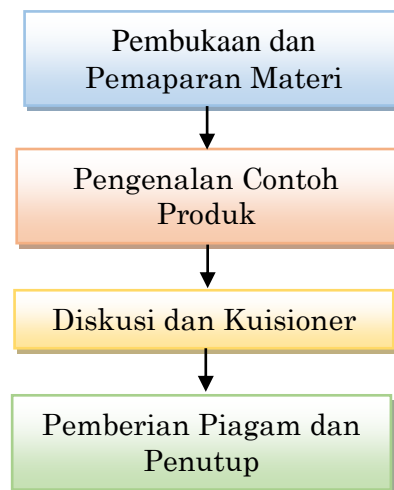 Pembukaan dan
Pemaparan Materi
Pengenalan Contoh
Produk
Diskusi dan Kuisioner
Pemberian Piagam dan
Penutup